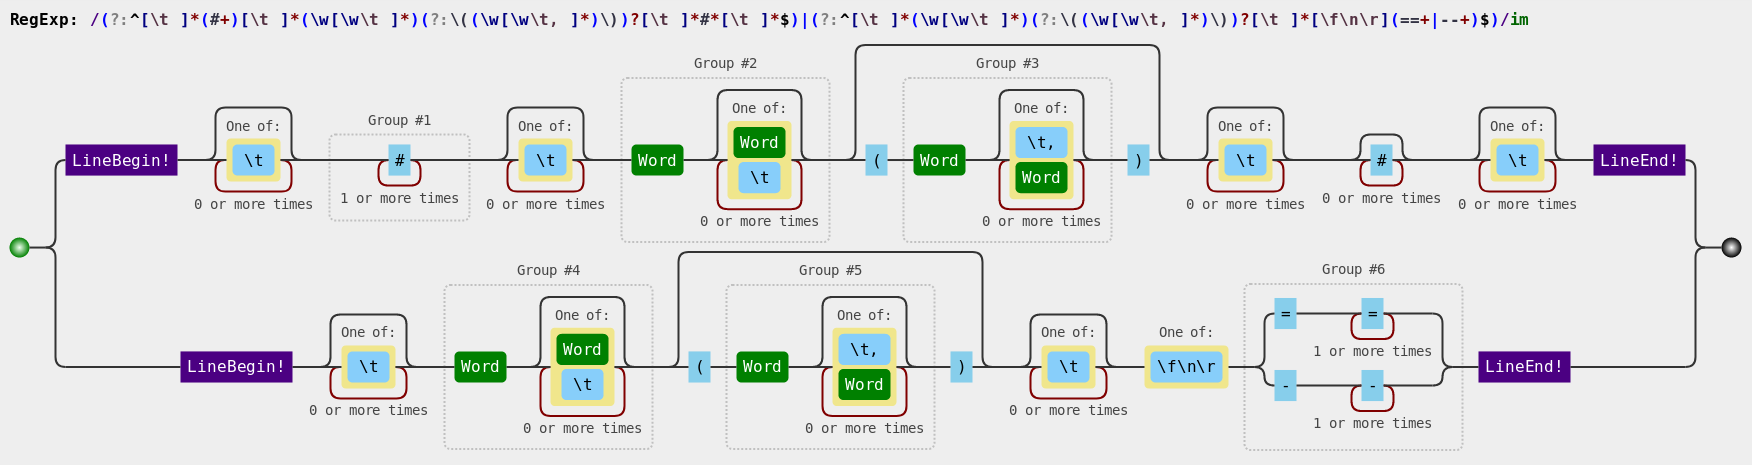 RegExp: /(?:^[\t ]*(#+)[\t ]*(\w[\w\t ]*)(?:\((\w[\w\t, ]*)\))?[\t ]*#*[\t ]*$)|(?:^[\t ]*(\w[\w\t ]*)(?:\((\w[\w\t, ]*)\))?[\t ]*[\f\n\r](==+|--+)$)/im
Group #2 Group #3
One of: One of:
Group #1
One of: One of: One of: One of:
Word \t,
LineBegin! \t # \t Word ( Word ) \t # \t LineEnd!
\t Word
0 or more times 1 or more times 0 or more times 0 or more times 0 or more times 0 or more times
0 or more times 0 or more times
Group #4 Group #5 Group #6
One of: One of:
One of: One of: One of:
= =
Word \t, 1 or more times
LineBegin! \t Word ( Word ) \t \f\n\r LineEnd!
\t Word - -
0 or more times 0 or more times 1 or more times
0 or more times 0 or more times